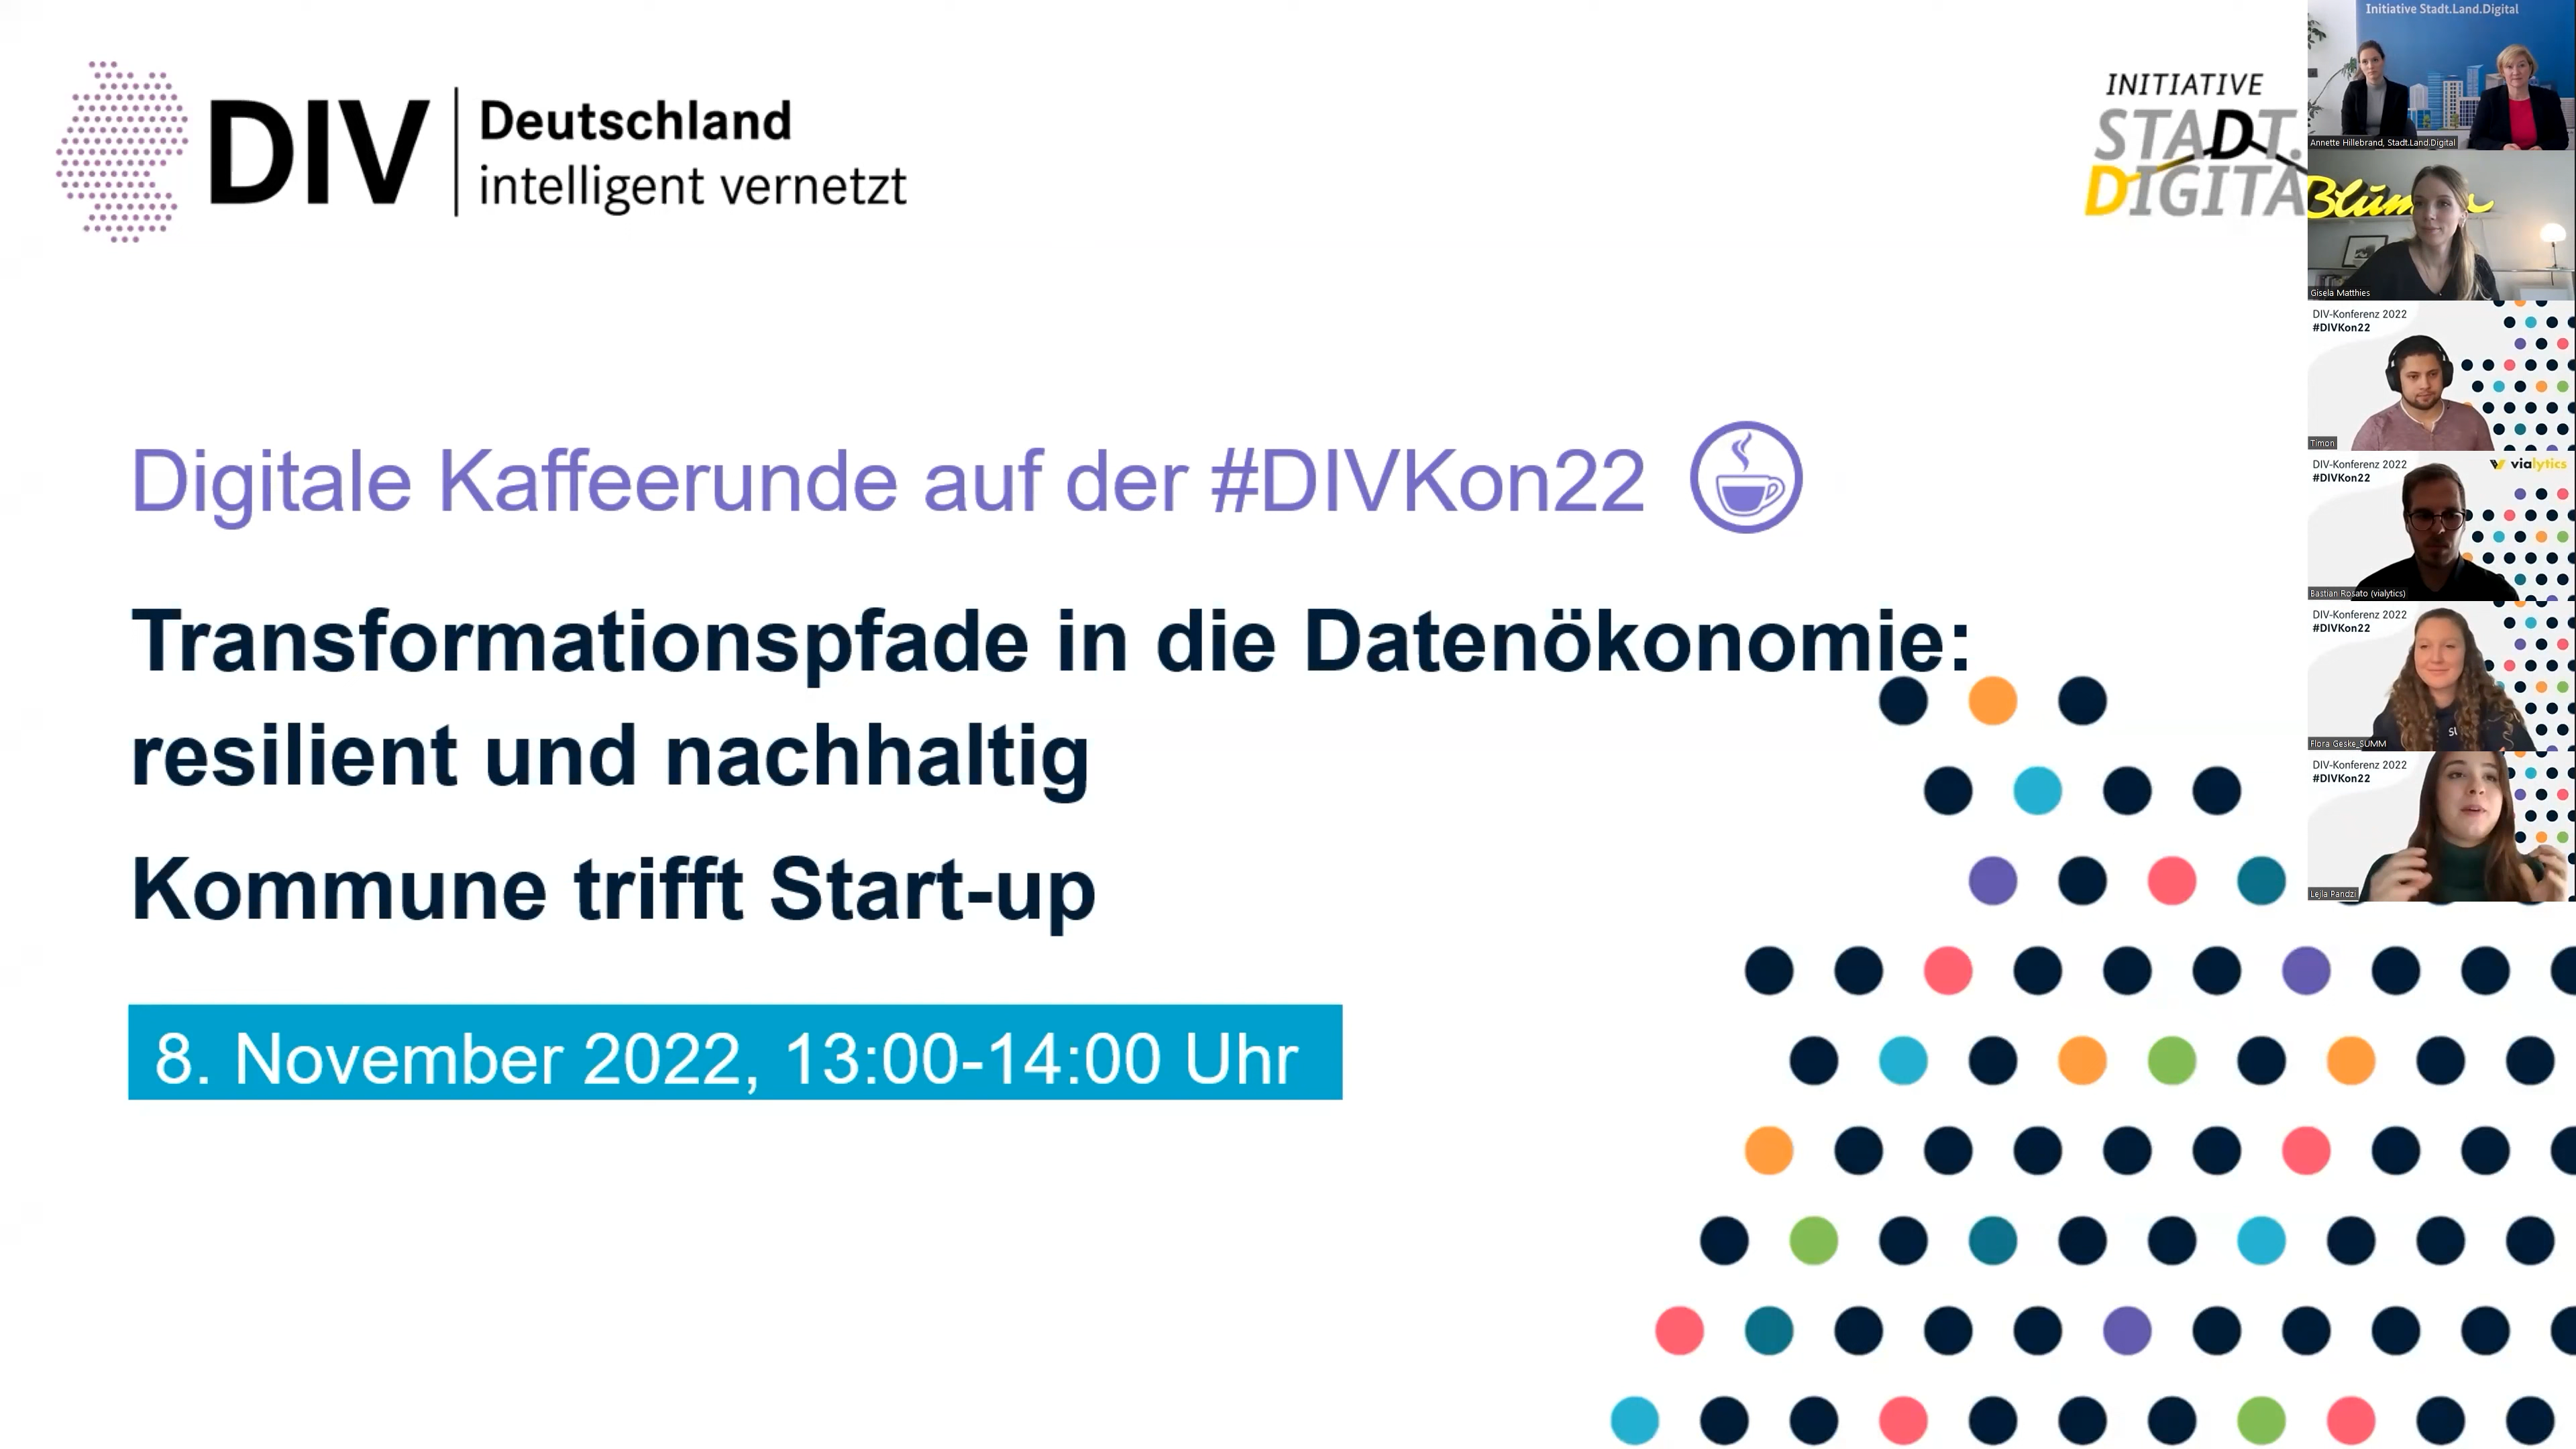 DIV
Deutschland
intelligent vernetzt
INITIATIVE
STADT.
DIGITA
Digitale Kaffeerunde auf der #DIVKon22
Transformationspfade in die Datenökonomie:
resilient und nachhaltig
Kommune trifft Start-up
8. November 2022, 13:00-14:00 Uhr
Initiative Stadt.Land.Digital
Annette Hillebrand, Stadt.Land.Digital
Gisela Matthies
DIV-Konferenz 2022
#DIVKon22
Timon
DIV-Konferenz 2022
#DIVKon22
vialytics
Bastian Rosato (vialytics)
DIV-Konferenz 2022
#DIVKon22
Flora Geske_SUMM
DIV-Konferenz 2022
#DIVKon22
Lejla Pandzi